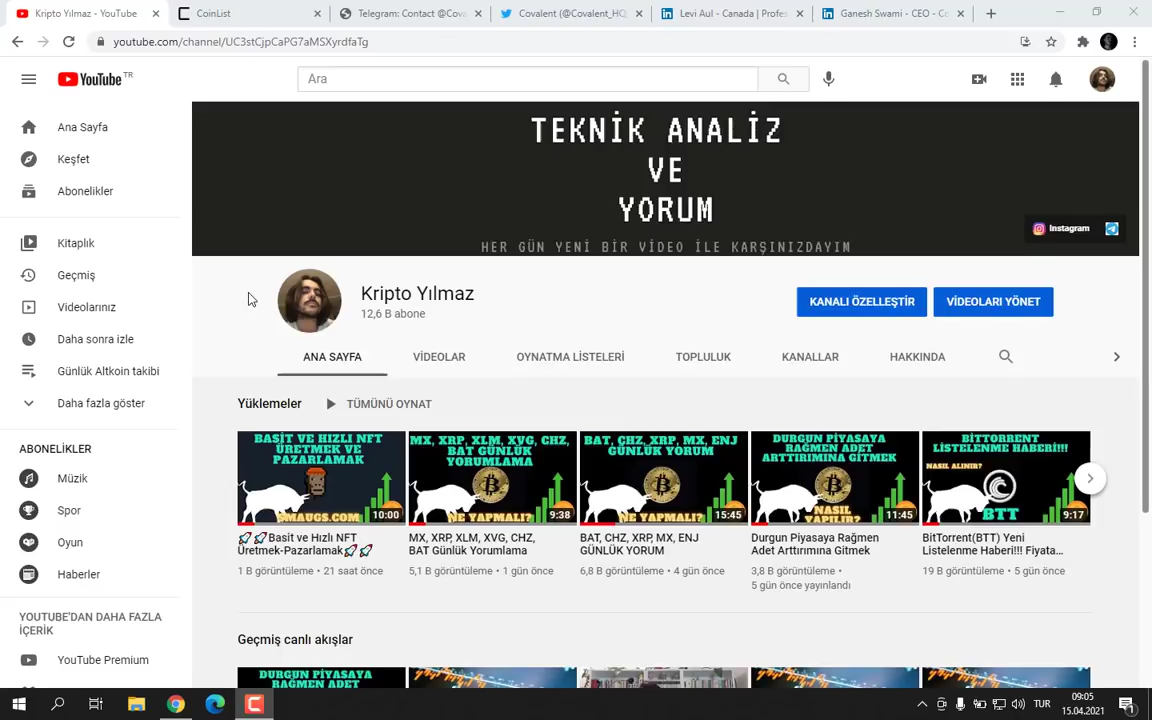 Kripto Yılmaz - YouTube
CoinList
Telegram: Contact @Cova
Covalent (@Covalent_HQ
Levi Aul - Canada | Profes
Ganesh Swami - CEO - Co
youtube.com/channel/UC3stCjpCaPG7aMSXyrdfaTg
YouTube TR
Ara
Ana Sayfa
Keşfet
Abonelikler
Kitaplık
Geçmiş
Videolarınız
Daha sonra izle
Günlük Altkoin takibi
Daha fazla göster
ABONELİKLER
Müzik
Spor
Oyun
Haberler
YOUTUBE'DAN DAHA FAZLA
İÇERİK
YouTube Premium
TEKNİK ANALİZ
VE
YORUM
HER GÜN YENİ BİR VİDEO İLE KARŞINIZDAYIM
Instagram
Kripto Yılmaz
12,6 B abone
KANALI ÖZELLEŞTİR
VİDEOLARI YÖNET
ANA SAYFA
VİDEOLAR
OYNATMA LİSTELERİ
TOPLULUK
KANALLAR
HAKKINDA
Yüklemeler
TÜMÜNÜ OYNAT
BASİT VE HIZLI NFT
ÜRETMEK VE
PAZARLAMAK
SMAUGS.COM
10:00
🚀🚀Basit ve Hızlı NFT
Üretmek-Pazarlamak🚀🚀
1 B görüntüleme • 21 saat önce
MX, XRP, XLM, XVG, CHZ,
BAT GÜNLÜK
YORUMLAMA
NE YAPMALI?
9:38
MX, XRP, XLM, XVG, CHZ,
BAT Günlük Yorumlama
5,1 B görüntüleme • 1 gün önce
BAT, CHZ, XRP, MX, ENJ
GÜNLÜK YORUM
NE YAPMALI?
15:45
BAT, CHZ, XRP, MX, ENJ
GÜNLÜK YORUM
6,8 B görüntüleme • 4 gün önce
DURGUN PİYASAYA
RAĞMEN ADET
ARTTIRIMINA GİTMEK
NASIL
YAPILIR?
11:45
Durgun Piyasaya Rağmen
Adet Arttırımına Gitmek
3,8 B görüntüleme •
5 gün önce yayınlandı
BİTTORRENT
LİSTELENME HABERİ!!!
NASIL ALINIR?
BTT
9:17
BitTorrent(BTT) Yeni
Listelenme Haberi!!! Fiyata...
19 B görüntüleme • 5 gün önce
Geçmiş canlı akışlar
DURGUN PİYASAYA
RAĞMEN ADET
TUR
09:05
15.04.2021
1